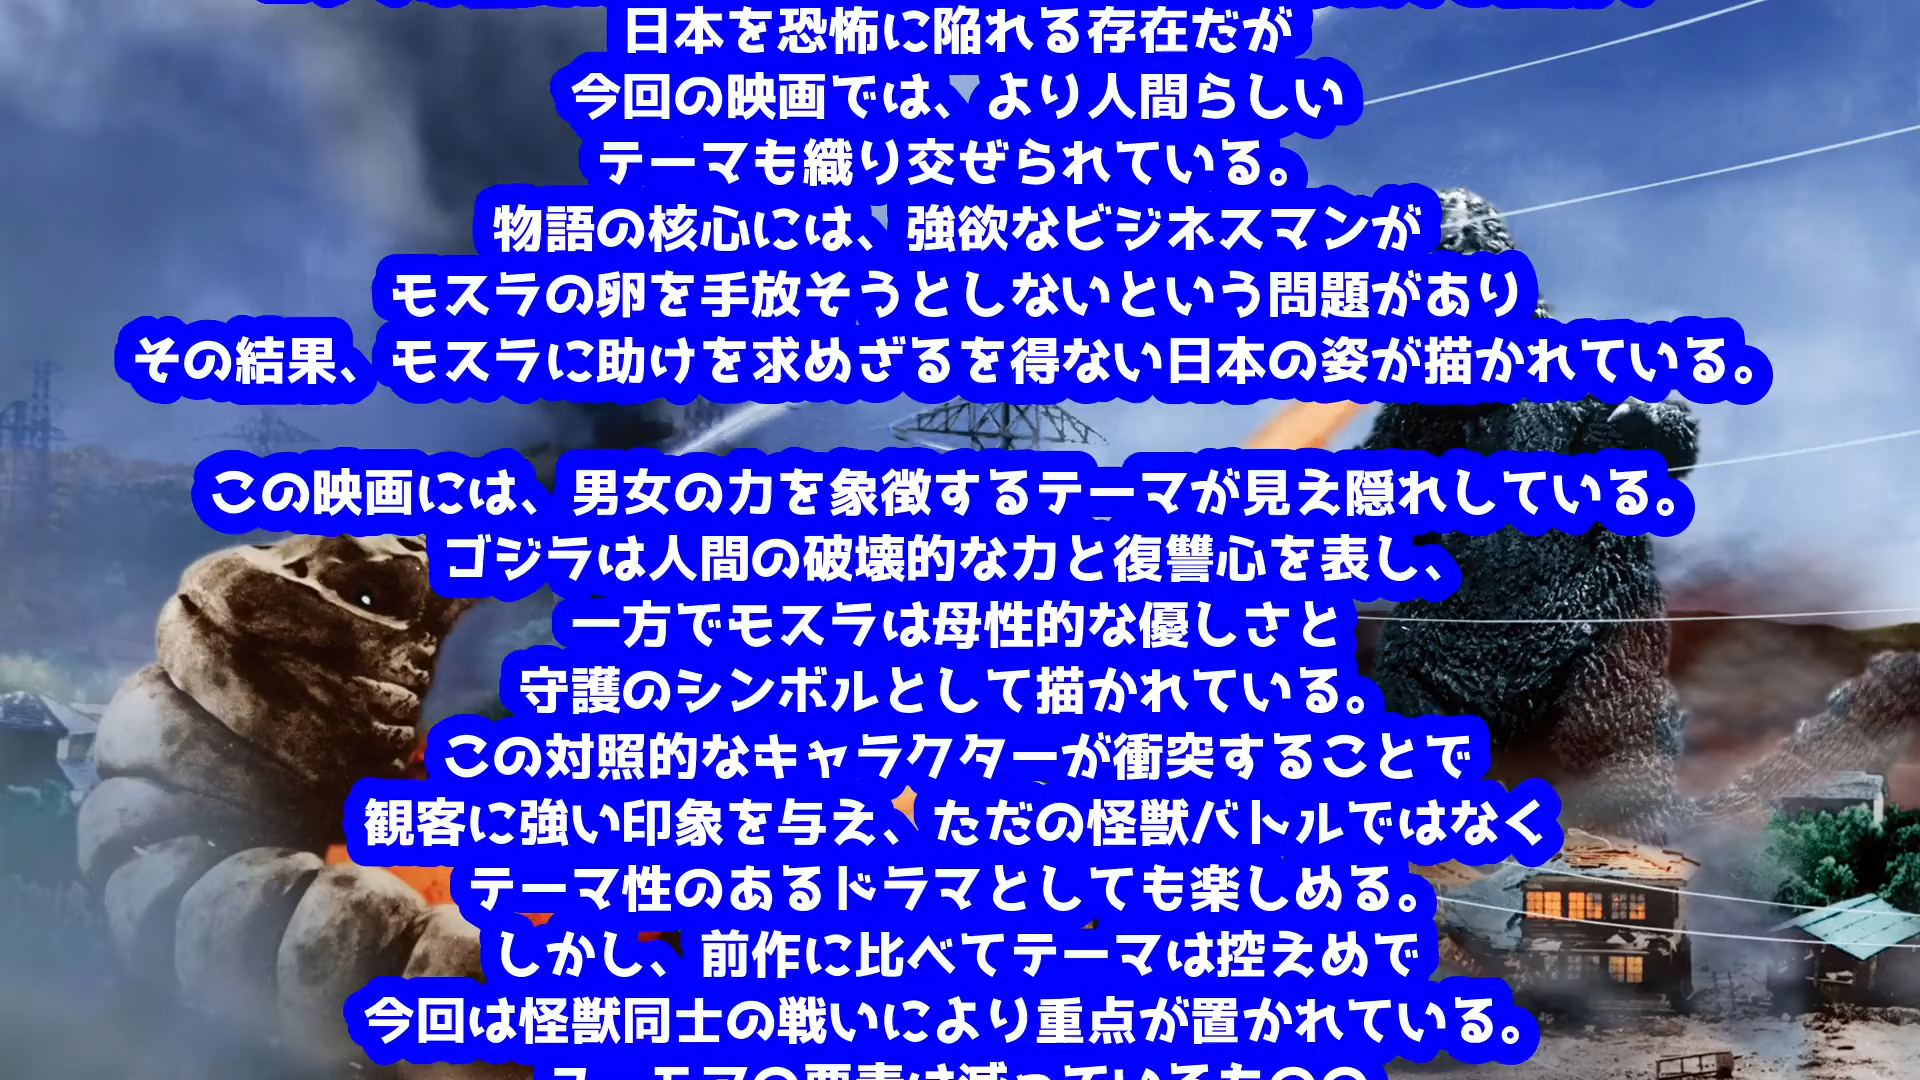 日本を恐怖に陥れる存在だが
今回の映画では、より人間らしい
テーマも織り交ぜられている。
物語の核心には、強欲なビジネスマンが
モスラの卵を手放そうとしないという問題があり
その結果、モスラに助けを求めざるを得ない日本の姿が描かれている。
この映画には、男女の力を象徴するテーマが見え隠れしている。
ゴジラは人間の破壊的な力と復讐心を表し、
一方でモスラは母性的な優しさと
守護のシンボルとして描かれている。
この対照的なキャラクターが衝突することで
観客に強い印象を与え、ただの怪獣バトルではなく
テーマ性のあるドラマとしても楽しめる。
しかし、前作に比べてテーマは控えめで
今回は怪獣同士の戦いにより重点が置かれている。